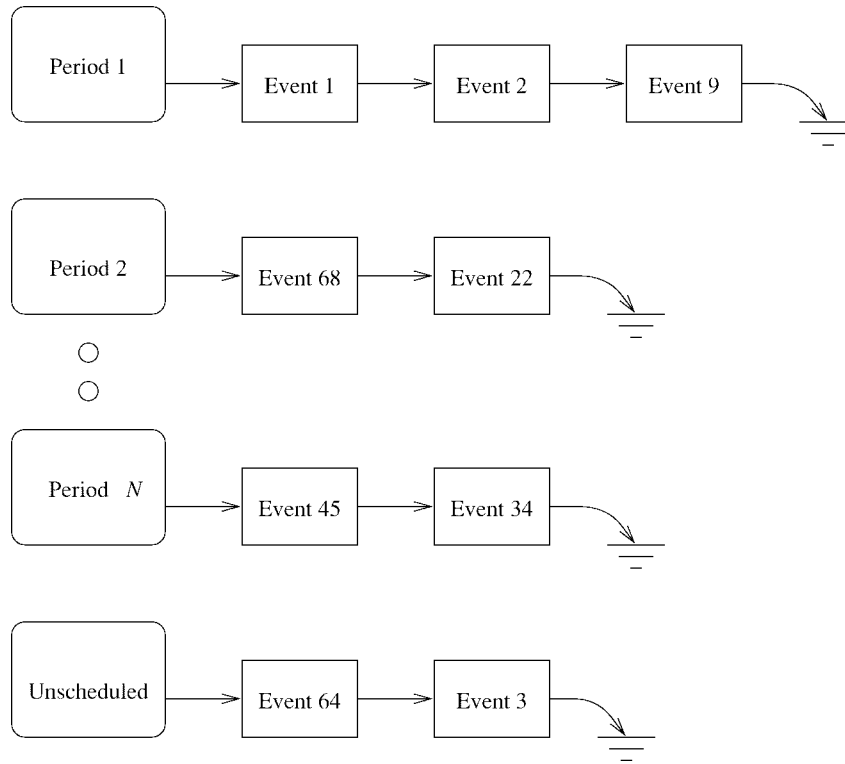 Period 1
Event 1
Event 2
Event 9
Period 2
Event 68
Event 22
Period N
Event 45
Event 34
Unscheduled
Event 64
Event 3